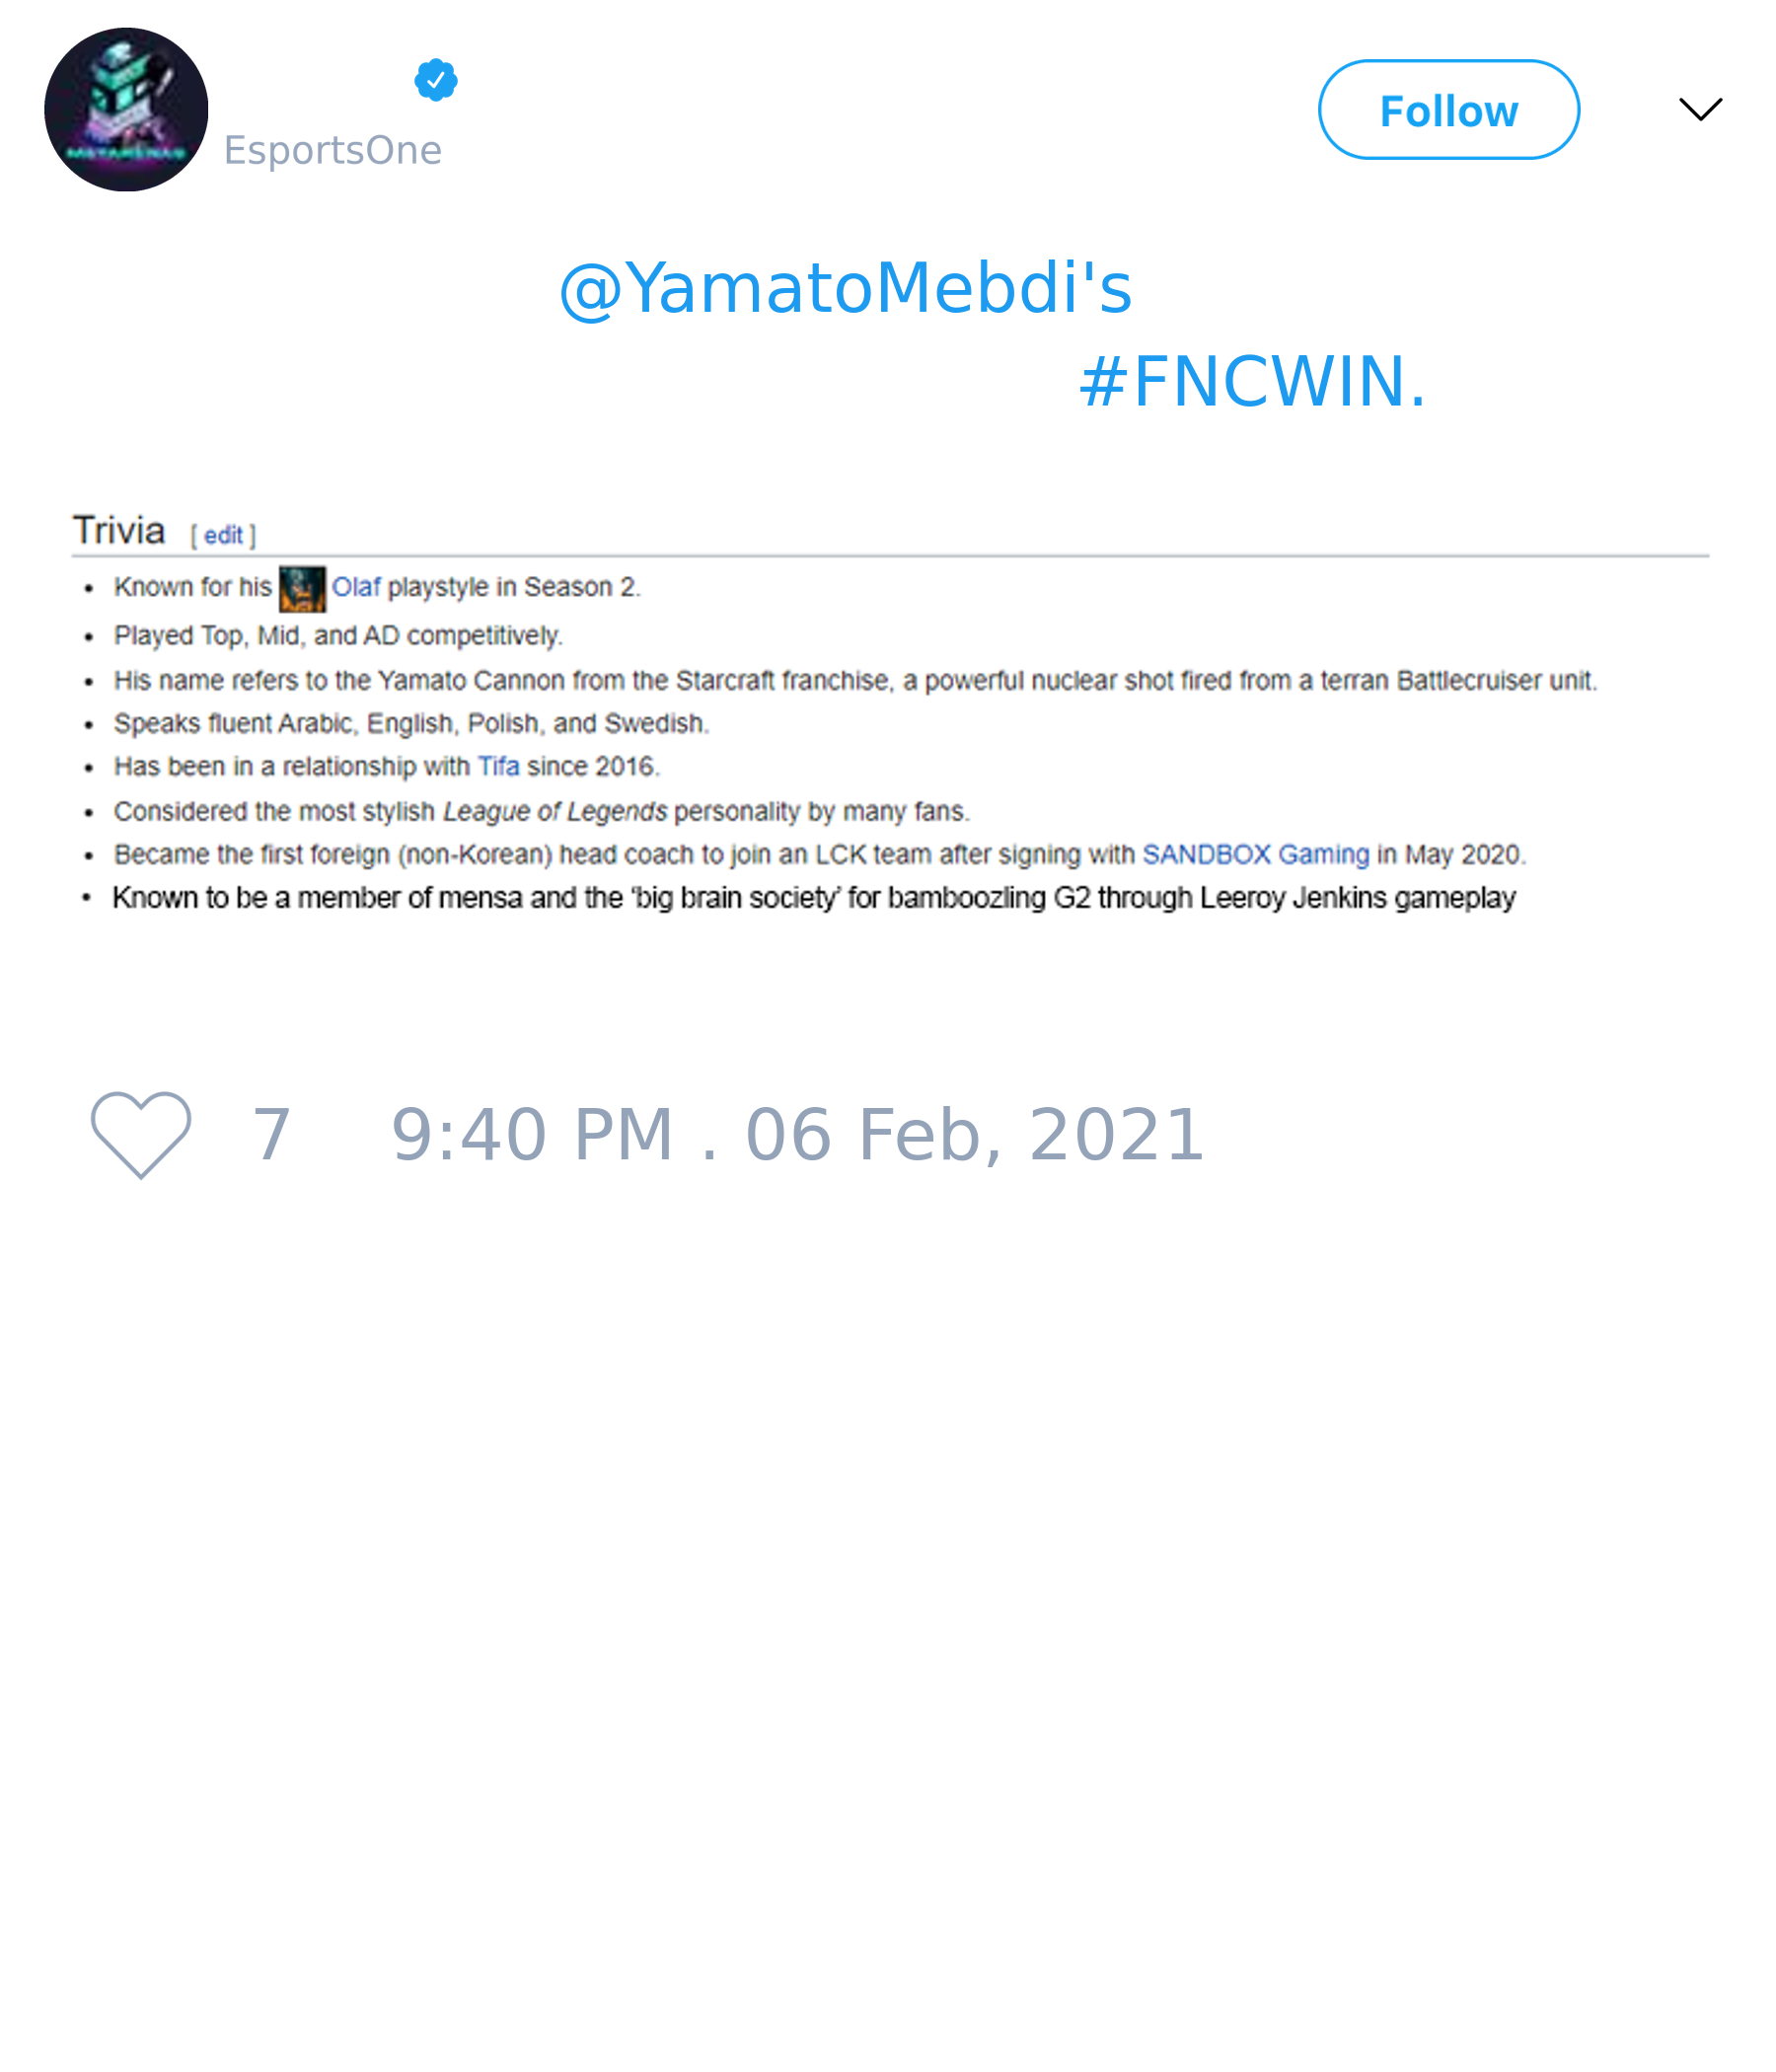 EsportsOne
Follow
@YamatoMebdi's
#FNCWIN.
Trivia [ edit ]
• Known for his Olaf playstyle in Season 2.
• Played Top, Mid, and AD competitively.
• His name refers to the Yamato Cannon from the Starcraft franchise, a powerful nuclear shot fired from a terran Battlecruiser unit.
• Speaks fluent Arabic, English, Polish, and Swedish.
• Has been in a relationship with Tifa since 2016.
• Considered the most stylish League of Legends personality by many fans.
• Became the first foreign (non-Korean) head coach to join an LCK team after signing with SANDBOX Gaming in May 2020.
• Known to be a member of mensa and the ‘big brain society’ for bamboozling G2 through Leeroy Jenkins gameplay
7 9:40 PM . 06 Feb, 2021